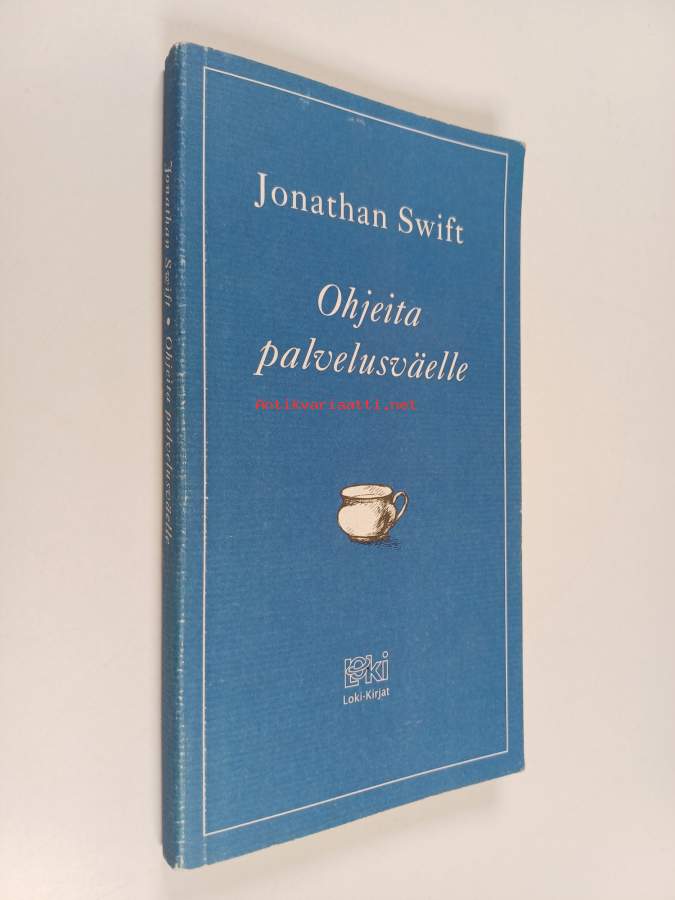 Jonathan Swift
Ohjeita
palvelusväelle
Antikvariaatti.net
Loki
Loki-Kirjat
Jonathan Swift • Ohjeita palvelusväelle